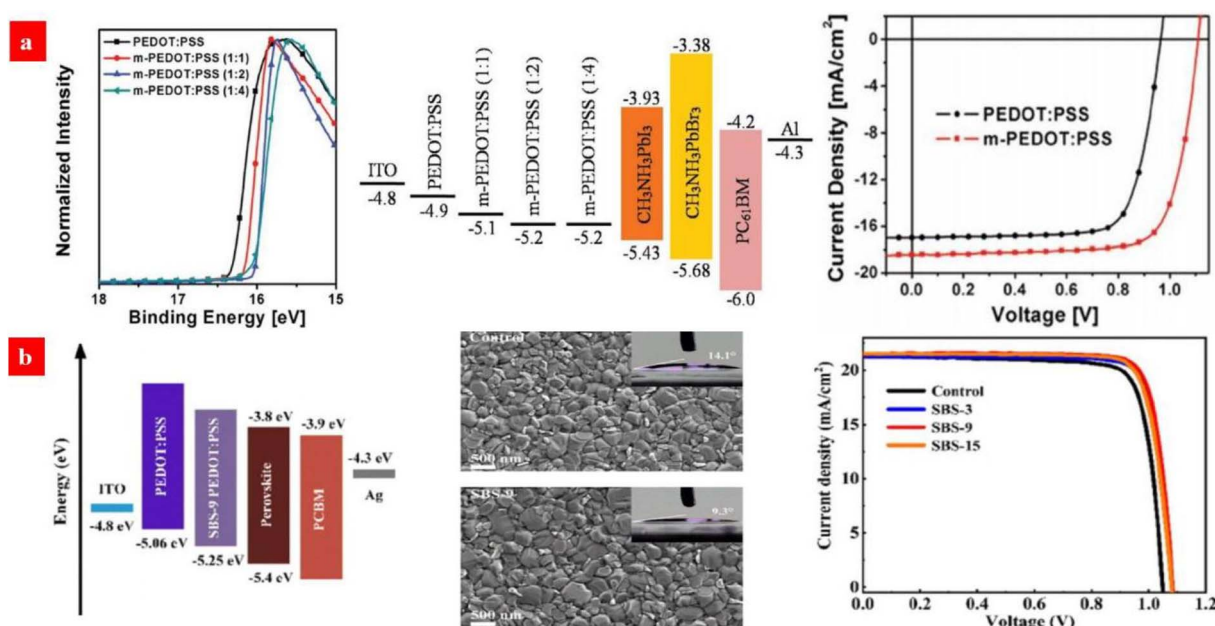 a
Normalized Intensity
PEDOT:PSS
m-PEDOT:PSS (1:1)
m-PEDOT:PSS (1:2)
m-PEDOT:PSS (1:4)
18
17
16
15
Binding Energy [eV]
ITO
-4.8
PEDOT:PSS
-4.9
m-PEDOT:PSS (1:1)
-5.1
m-PEDOT:PSS (1:2)
-5.2
m-PEDOT:PSS (1:4)
-5.2
-3.93
CH₃NH₃PbI₃
-5.43
-3.38
CH₃NH₃PbBr₃
-5.68
-4.2
PC₆₁BM
-6.0
Al
-4.3
Current Density [mA/cm²]
0
-4
-8
-12
-16
-20
PEDOT:PSS
m-PEDOT:PSS
0.0
0.2
0.4
0.6
0.8
1.0
Voltage [V]
b
Energy (eV)
ITO
-4.8 eV
PEDOT:PSS
-5.06 eV
SBS-9 PEDOT:PSS
-5.25 eV
-3.8 eV
Perovskite
-5.4 eV
-3.9 eV
PCBM
-4.3 eV
Ag
Control
14.1°
500 nm
SBS-9
9.3°
500 nm
Current density (mA/cm²)
20
15
10
5
0
Control
SBS-3
SBS-9
SBS-15
0.0
0.2
0.4
0.6
0.8
1.0
1.2
Voltage (V)